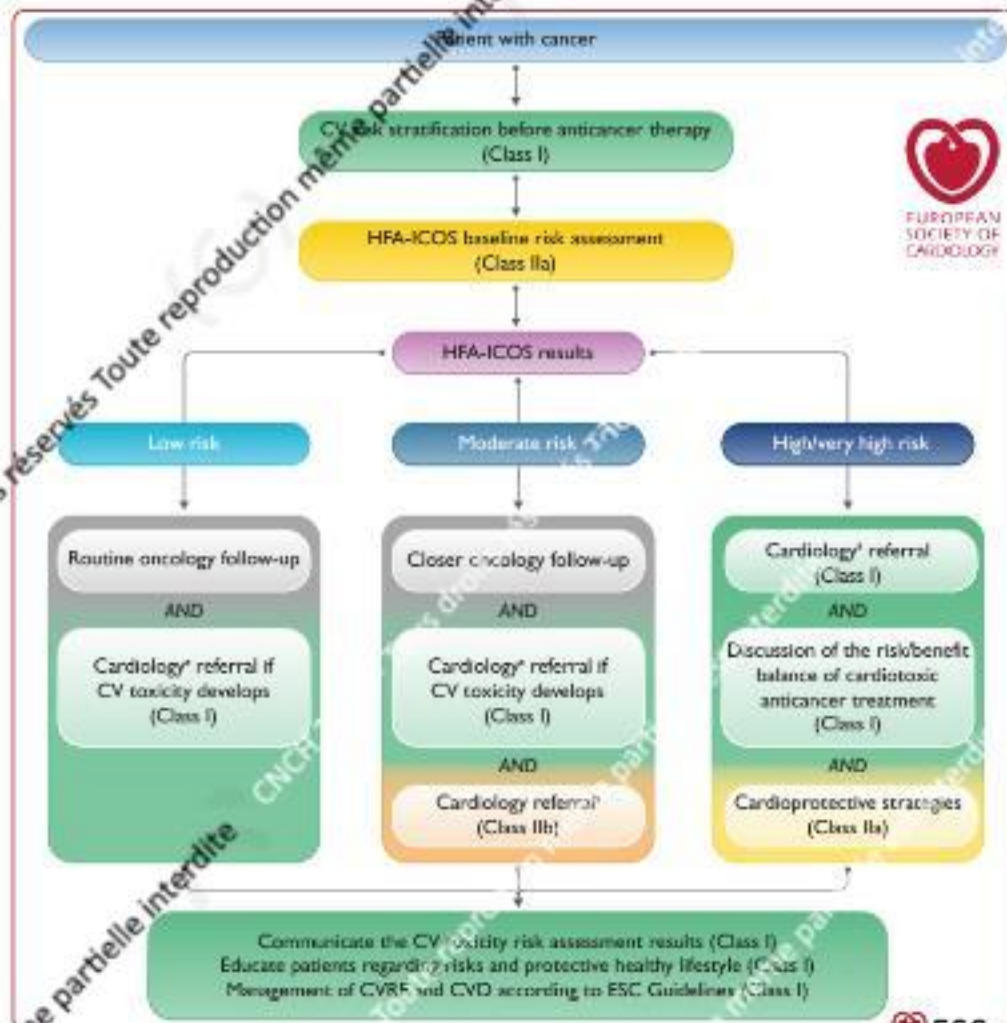 Patient with cancer
CV risk stratification before anticancer therapy
(Class I)
HFA-ICOS baseline risk assessment
(Class IIa)
EUROPEAN
SOCIETY OF
CARDIOLOGY
HFA-ICOS results
Low risk
Moderate risk
High/very high risk
Routine oncology follow-up
AND
Cardiology referral if
CV toxicity develops
(Class I)
Closer oncology follow-up
AND
Cardiology referral if
CV toxicity develops
(Class I)
AND
Cardiology referral
(Class IIb)
Cardiology referral
(Class I)
AND
Discussion of the risk/benefit
balance of cardiotoxic
anticancer treatment
(Class I)
AND
Cardioprotective strategies
(Class IIa)
Communicate the CV toxicity risk assessment results (Class I)
Educate patients regarding risks and protective healthy lifestyle (Class I)
Management of CVRF and CVD according to ESC Guidelines (Class I)
réservés Toute reproduction même partielle
partielle interdite
CNCH